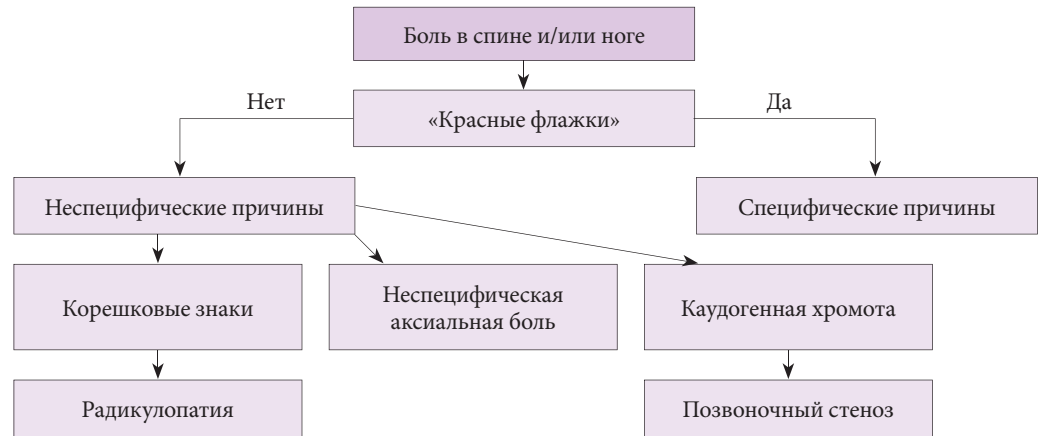 Боль в спине и/или ноге
Нет
Да
«Красные флажки»
Неспецифические причины
Специфические причины
Корешковые знаки
Неспецифическая
аксиальная боль
Каудогенная хромота
Радикулопатия
Позвоночный стеноз